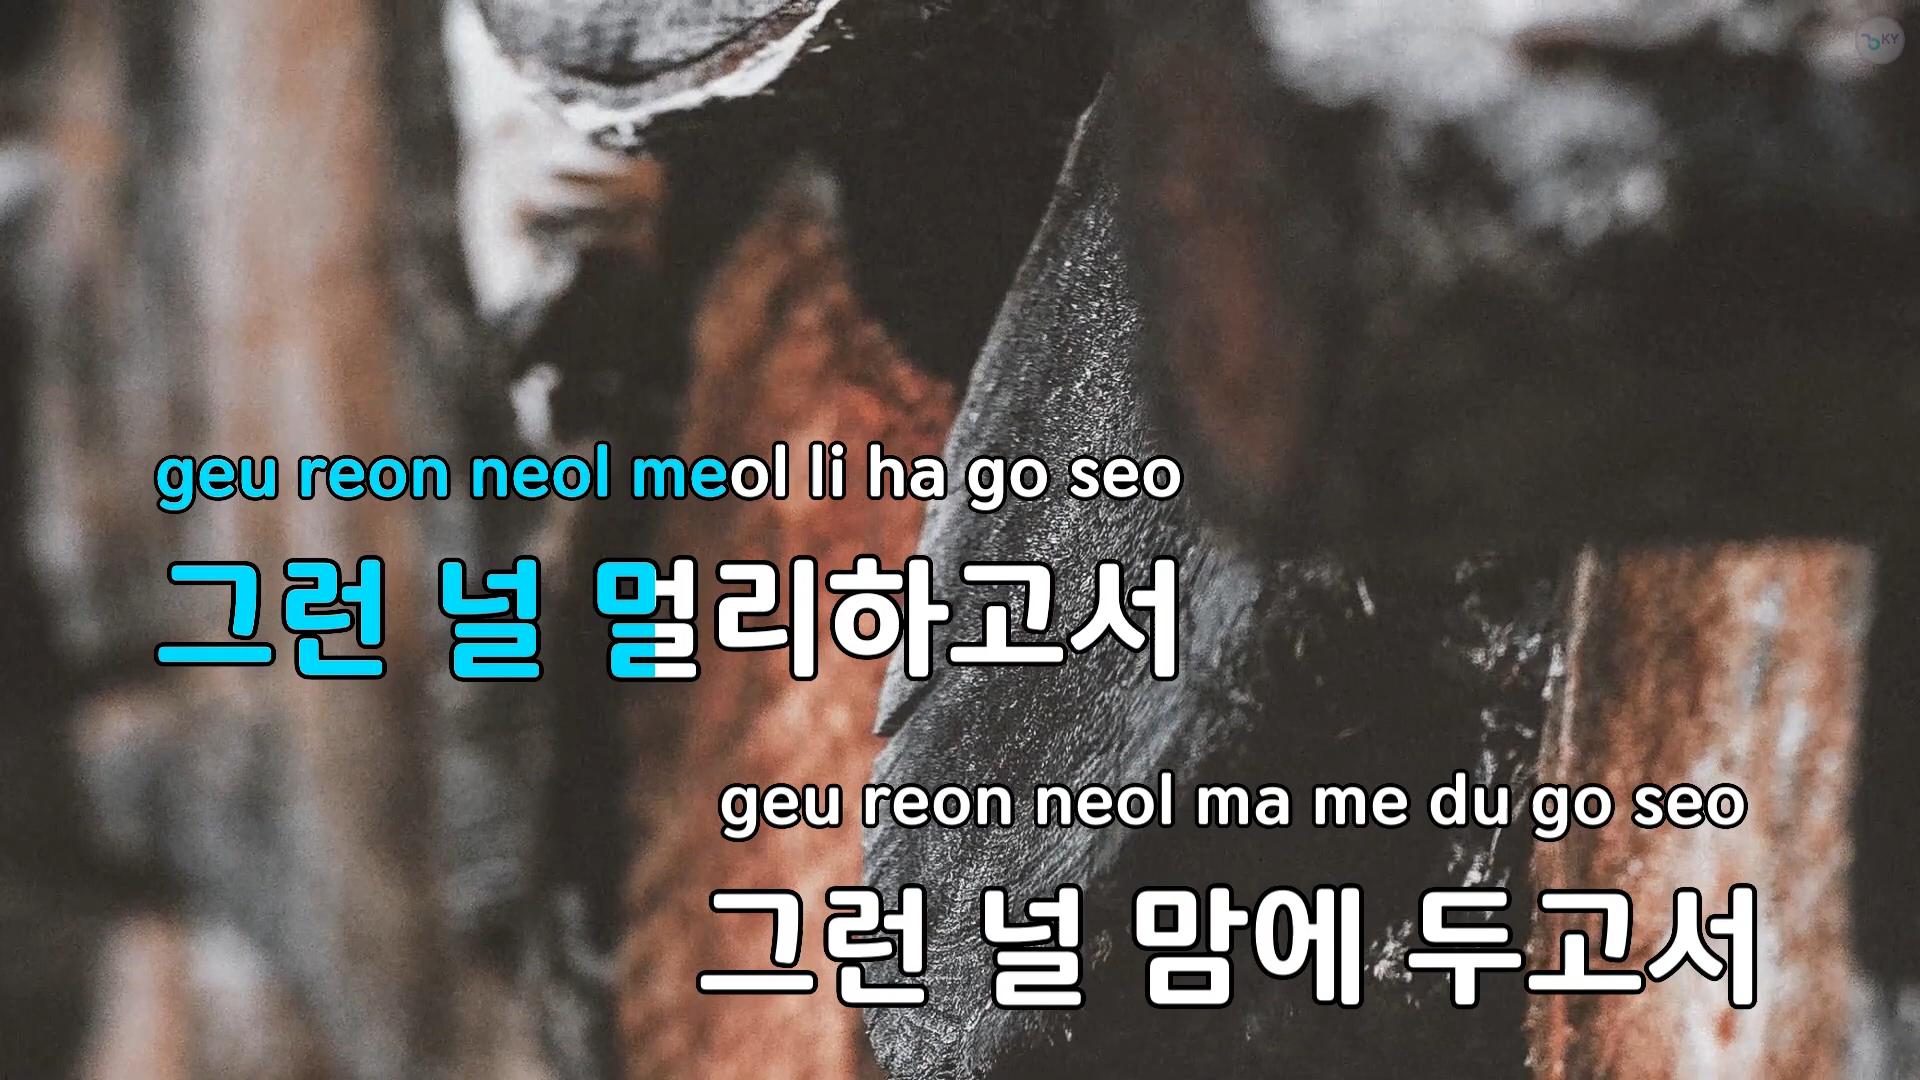 KY
geu reon neol meol li ha go seo
그런 널 멀리하고서
geu reon neol ma me du go seo
그런 널 맘에 두고서